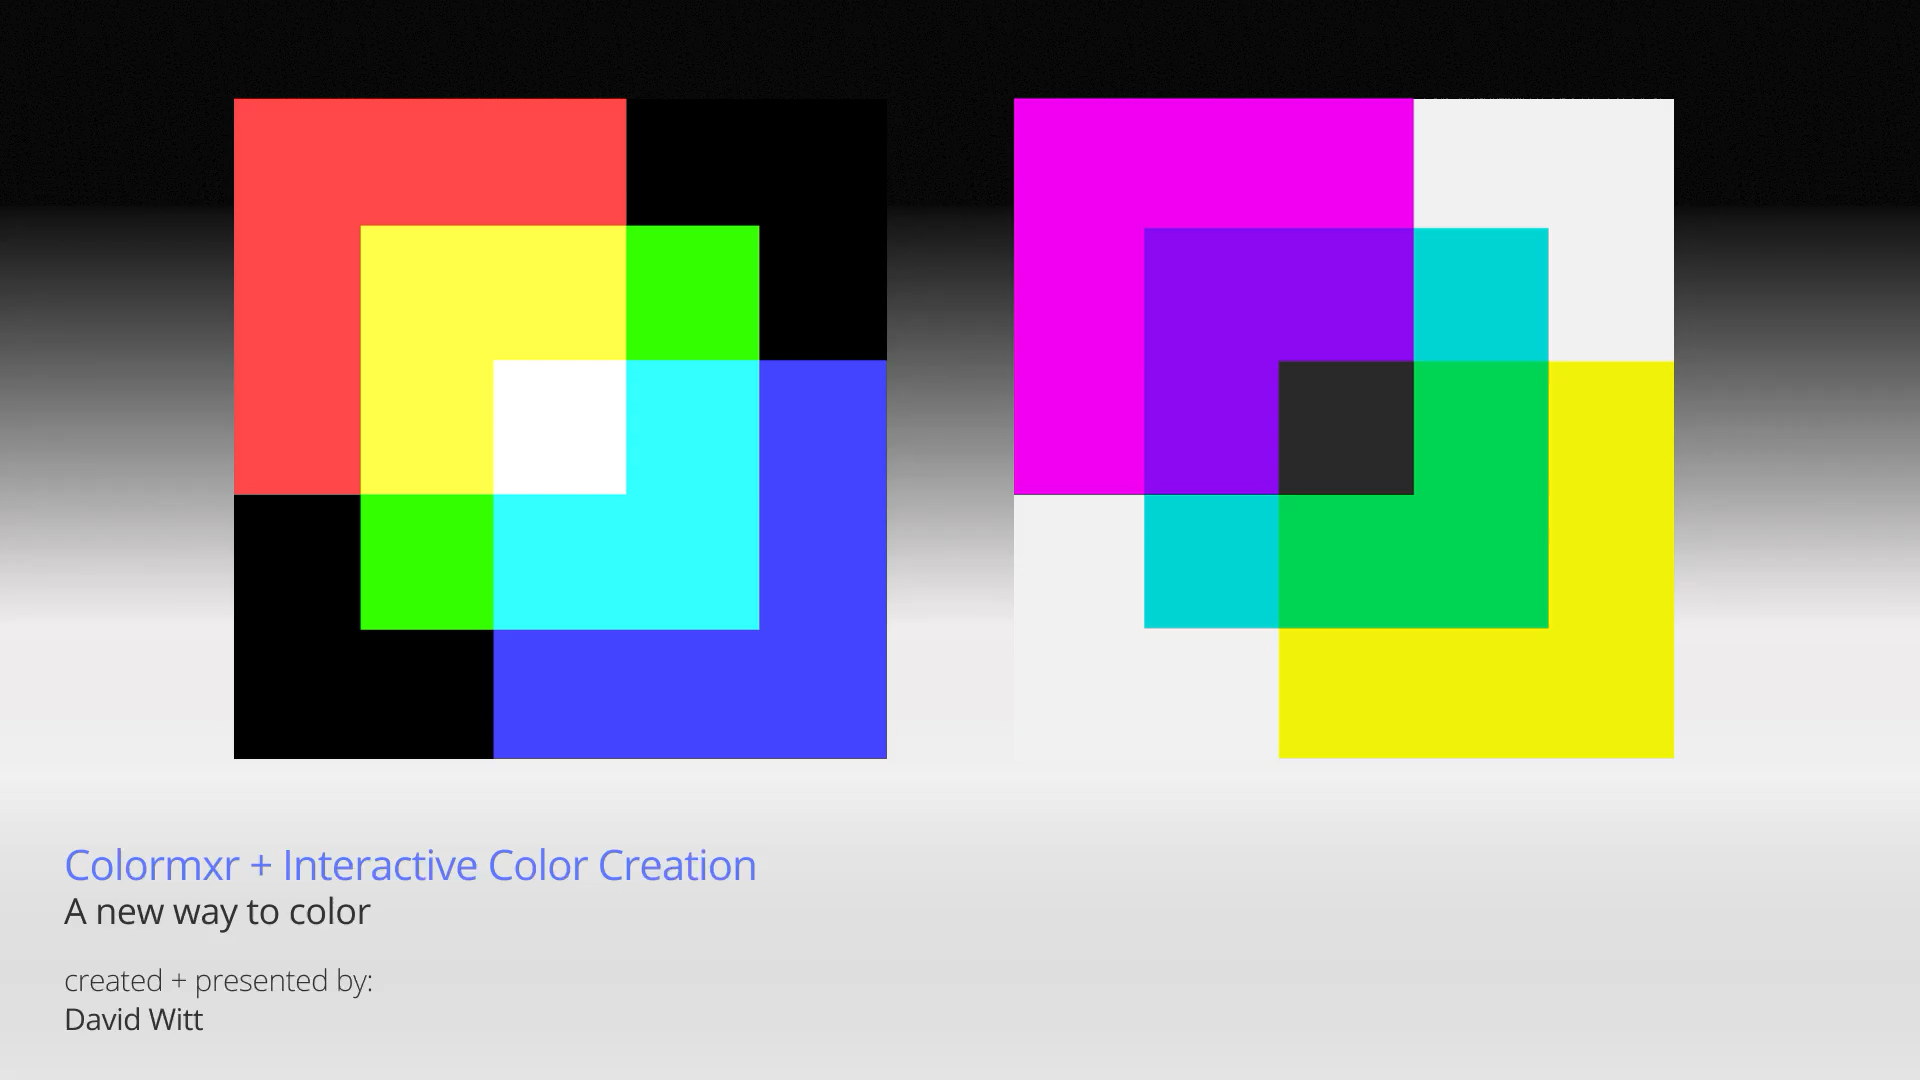 Colormxr + Interactive Color Creation
A new way to color
created + presented by:
David Witt